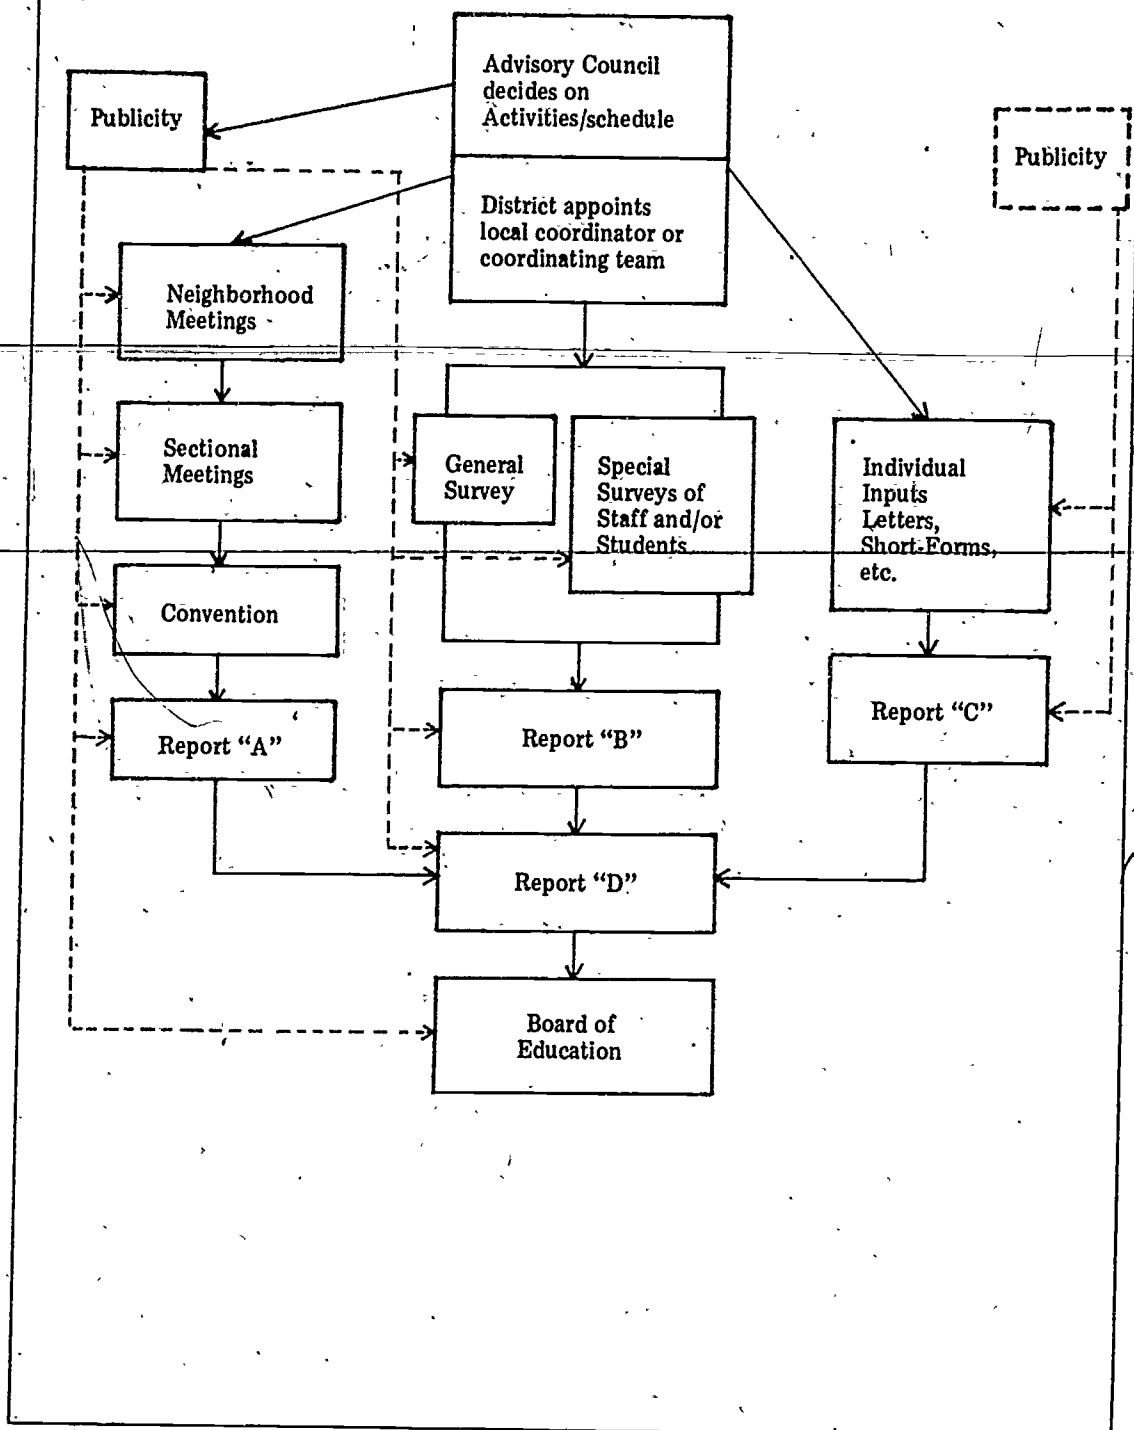 Advisory Council
decides on
Activities/schedule
Publicity
Publicity
District appoints
local coordinator or
coordinating team
Neighborhood
Meetings
Sectional
Meetings
General
Survey
Special
Surveys of
Staff and/or
Students
Individual
Inputs
Letters,
Short-Forms,
etc.
Convention
Report “A”
Report “B”
Report “C”
Report “D”
Board of
Education